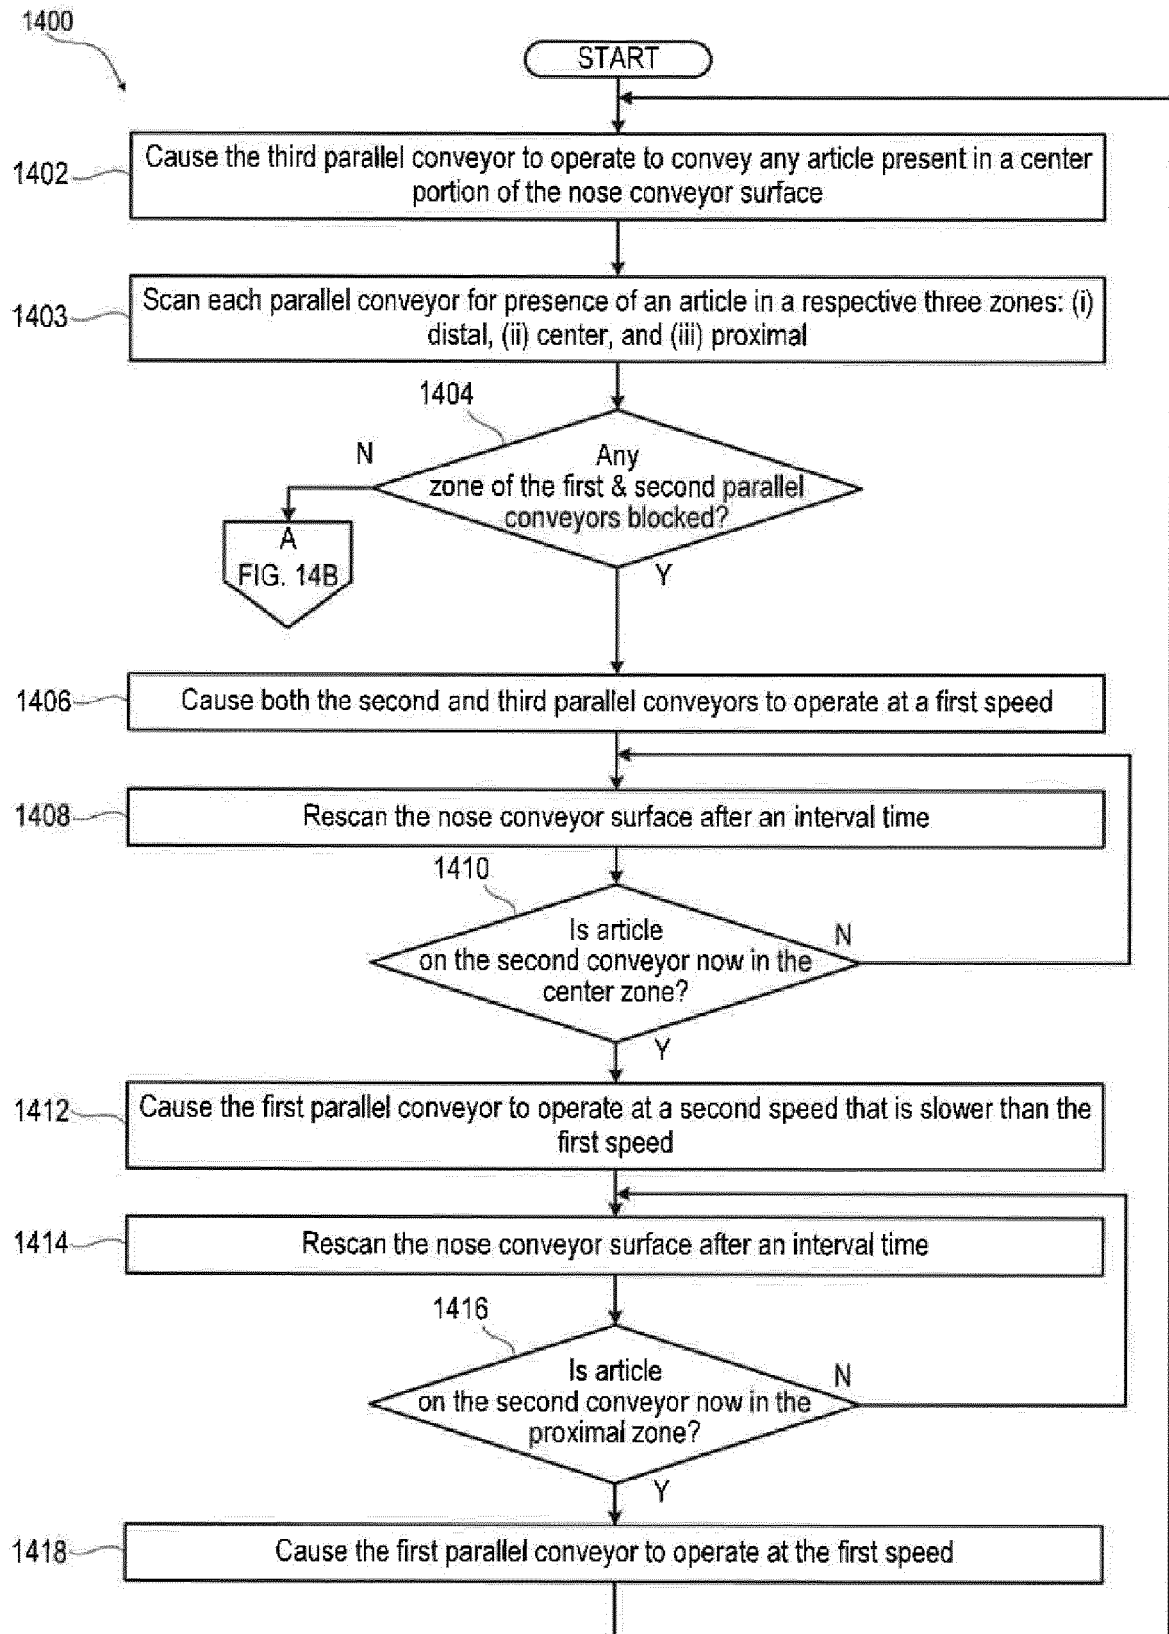 1400
START
1402
Cause the third parallel conveyor to operate to convey any article present in a center
portion of the nose conveyor surface
1403
Scan each parallel conveyor for presence of an article in a respective three zones: (i)
distal, (ii) center, and (iii) proximal
1404
N
Any
zone of the first & second parallel
conveyors blocked?
A
FIG. 14B
Y
1406
Cause both the second and third parallel conveyors to operate at a first speed
1408
Rescan the nose conveyor surface after an interval time
1410
Is article
on the second conveyor now in the
center zone?
N
Y
1412
Cause the first parallel conveyor to operate at a second speed that is slower than the
first speed
1414
Rescan the nose conveyor surface after an interval time
1416
Is article
on the second conveyor now in the
proximal zone?
N
Y
1418
Cause the first parallel conveyor to operate at the first speed